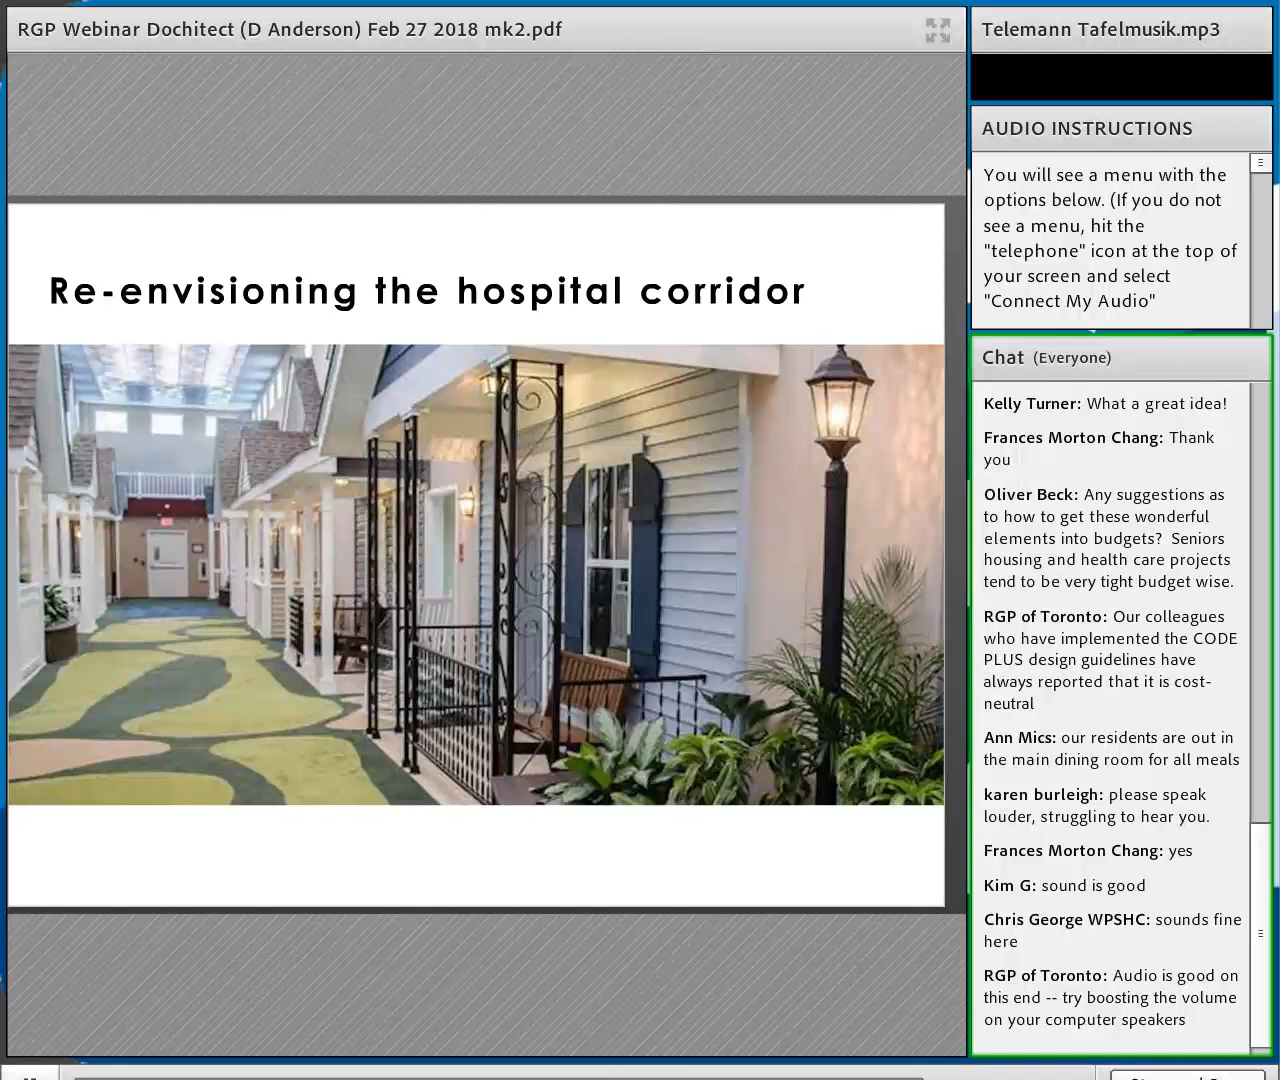 RGP Webinar Dochitect (D Anderson) Feb 27 2018 mk2.pdf
Re-envisioning the hospital corridor
Telemann Tafelmusik.mp3
AUDIO INSTRUCTIONS
You will see a menu with the
options below. (If you do not
see a menu, hit the
"telephone" icon at the top of
your screen and select
"Connect My Audio"
Chat (Everyone)
Kelly Turner: What a great idea!
Frances Morton Chang: Thank
you
Oliver Beck: Any suggestions as
to how to get these wonderful
elements into budgets?  Seniors
housing and health care projects
tend to be very tight budget wise.
RGP of Toronto: Our colleagues
who have implemented the CODE
PLUS design guidelines have
always reported that it is cost-
neutral
Ann Mics: our residents are out in
the main dining room for all meals
karen burleigh: please speak
louder, struggling to hear you.
Frances Morton Chang: yes
Kim G: sound is good
Chris George WPSHC: sounds fine
here
RGP of Toronto: Audio is good on
this end -- try boosting the volume
on your computer speakers